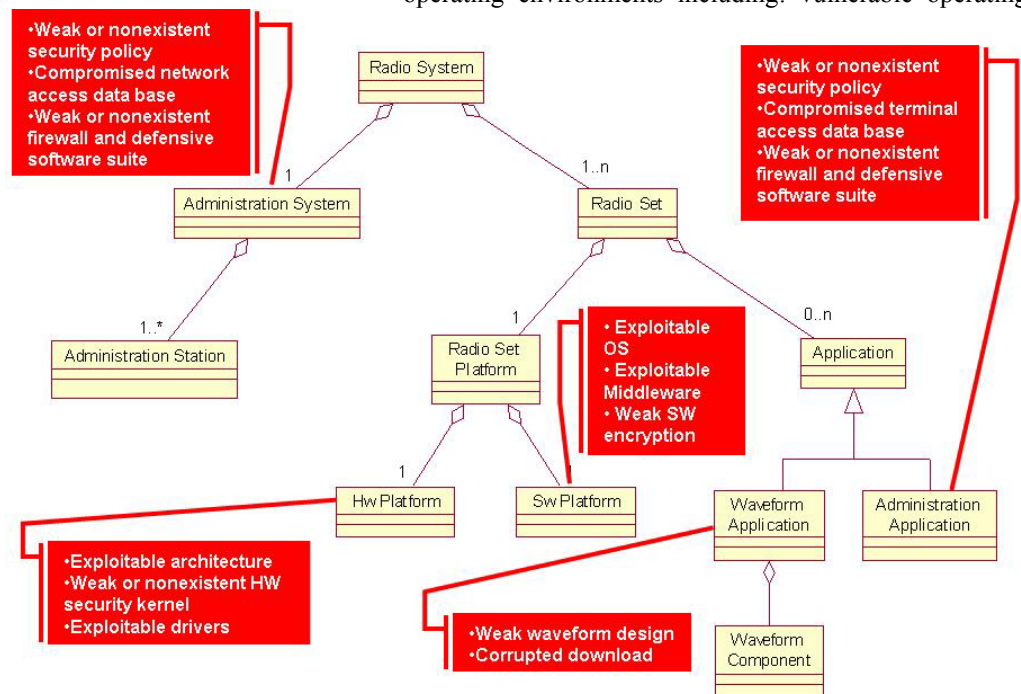 operating environments including: vulnerable operating
•Weak or nonexistent
security policy
•Compromised network
access data base
•Weak or nonexistent
firewall and defensive
software suite
Radio System
•Weak or nonexistent
security policy
•Compromised terminal
access data base
•Weak or nonexistent
firewall and defensive
software suite
1
1..n
Administration System
Radio Set
1..*
1
0..n
Administration Station
Radio Set
Platform
• Exploitable
OS
• Exploitable
Middleware
• Weak SW
encryption
Application
1
Hw Platform
Sw Platform
Waveform
Application
Administration
Application
•Exploitable architecture
•Weak or nonexistent HW
security kernel
•Exploitable drivers
•Weak waveform design
•Corrupted download
Waveform
Component